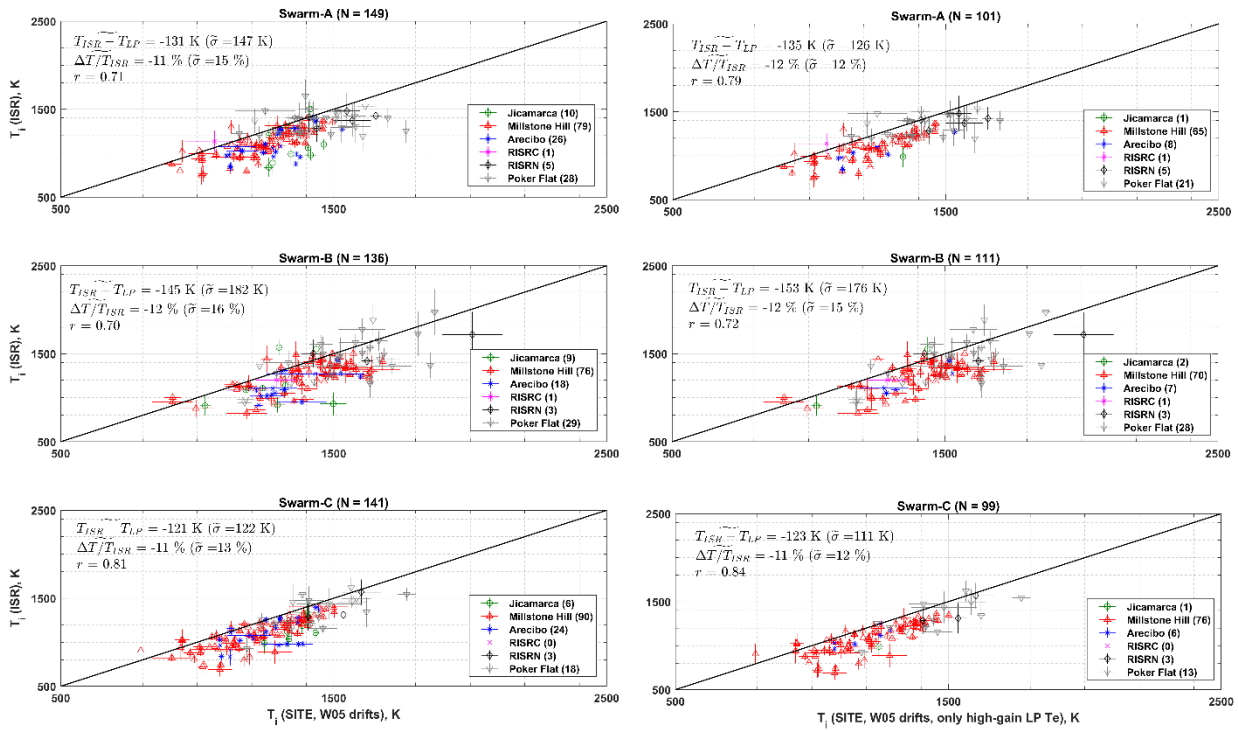 Swarm-A (N = 149)
2500
1500
500
T_i (ISR), K
T_ISR − T_LP = -131 K (σ̃ =147 K)
ΔT/T_ISR = -11 % (σ̃ =15 %)
r = 0.71
Jicamarca (10)
Millstone Hill (79)
Arecibo (26)
RISRC (1)
RISRN (5)
Poker Flat (28)
500
1500
2500
Swarm-A (N = 101)
2500
1500
500
T_i (ISR), K
T_ISR − T_LP = -135 K (σ̃ =126 K)
ΔT/T_ISR = -12 % (σ̃ =12 %)
r = 0.79
Jicamarca (1)
Millstone Hill (65)
Arecibo (8)
RISRC (1)
RISRN (5)
Poker Flat (21)
500
1500
2500
Swarm-B (N = 136)
2500
1500
500
T_i (ISR), K
T_ISR − T_LP = -145 K (σ̃ =182 K)
ΔT/T_ISR = -12 % (σ̃ =16 %)
r = 0.70
Jicamarca (9)
Millstone Hill (76)
Arecibo (18)
RISRC (1)
RISRN (3)
Poker Flat (29)
500
1500
2500
Swarm-B (N = 111)
2500
1500
500
T_i (ISR), K
T_ISR − T_LP = -153 K (σ̃ =176 K)
ΔT/T_ISR = -12 % (σ̃ =15 %)
r = 0.72
Jicamarca (2)
Millstone Hill (70)
Arecibo (7)
RISRC (1)
RISRN (3)
Poker Flat (28)
500
1500
2500
Swarm-C (N = 141)
2500
1500
500
T_i (ISR), K
T_ISR − T_LP = -121 K (σ̃ =122 K)
ΔT/T_ISR = -11 % (σ̃ =13 %)
r = 0.81
Jicamarca (6)
Millstone Hill (90)
Arecibo (24)
RISRC (0)
RISRN (3)
Poker Flat (18)
500
1500
2500
T_i (SITE, W05 drifts), K
Swarm-C (N = 99)
2500
1500
500
T_i (ISR), K
T_ISR − T_LP = -123 K (σ̃ =111 K)
ΔT/T_ISR = -11 % (σ̃ =12 %)
r = 0.84
Jicamarca (1)
Millstone Hill (76)
Arecibo (6)
RISRC (0)
RISRN (3)
Poker Flat (13)
500
1500
2500
T_i (SITE, W05 drifts, only high-gain LP Te), K